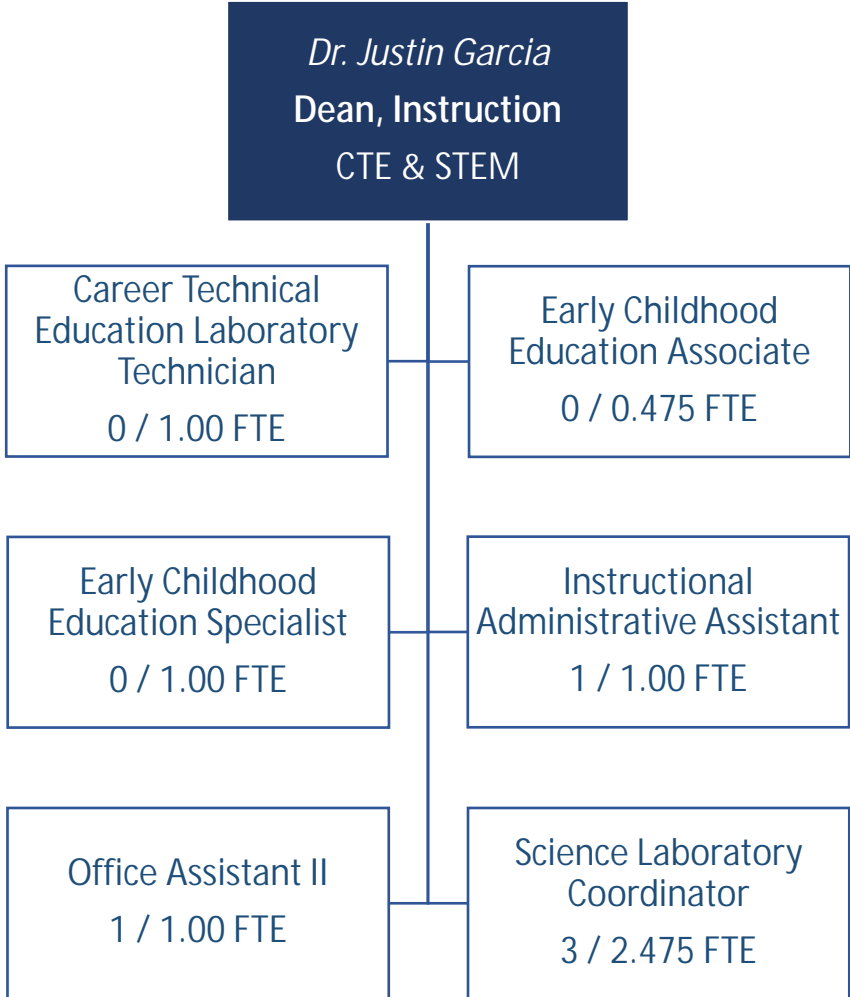 Dr. Justin Garcia
Dean, Instruction
CTE & STEM
Career Technical
Education Laboratory
Technician
0 / 1.00 FTE
Early Childhood
Education Associate
0 / 0.475 FTE
Early Childhood
Education Specialist
0 / 1.00 FTE
Instructional
Administrative Assistant
1 / 1.00 FTE
Office Assistant II
1 / 1.00 FTE
Science Laboratory
Coordinator
3 / 2.475 FTE